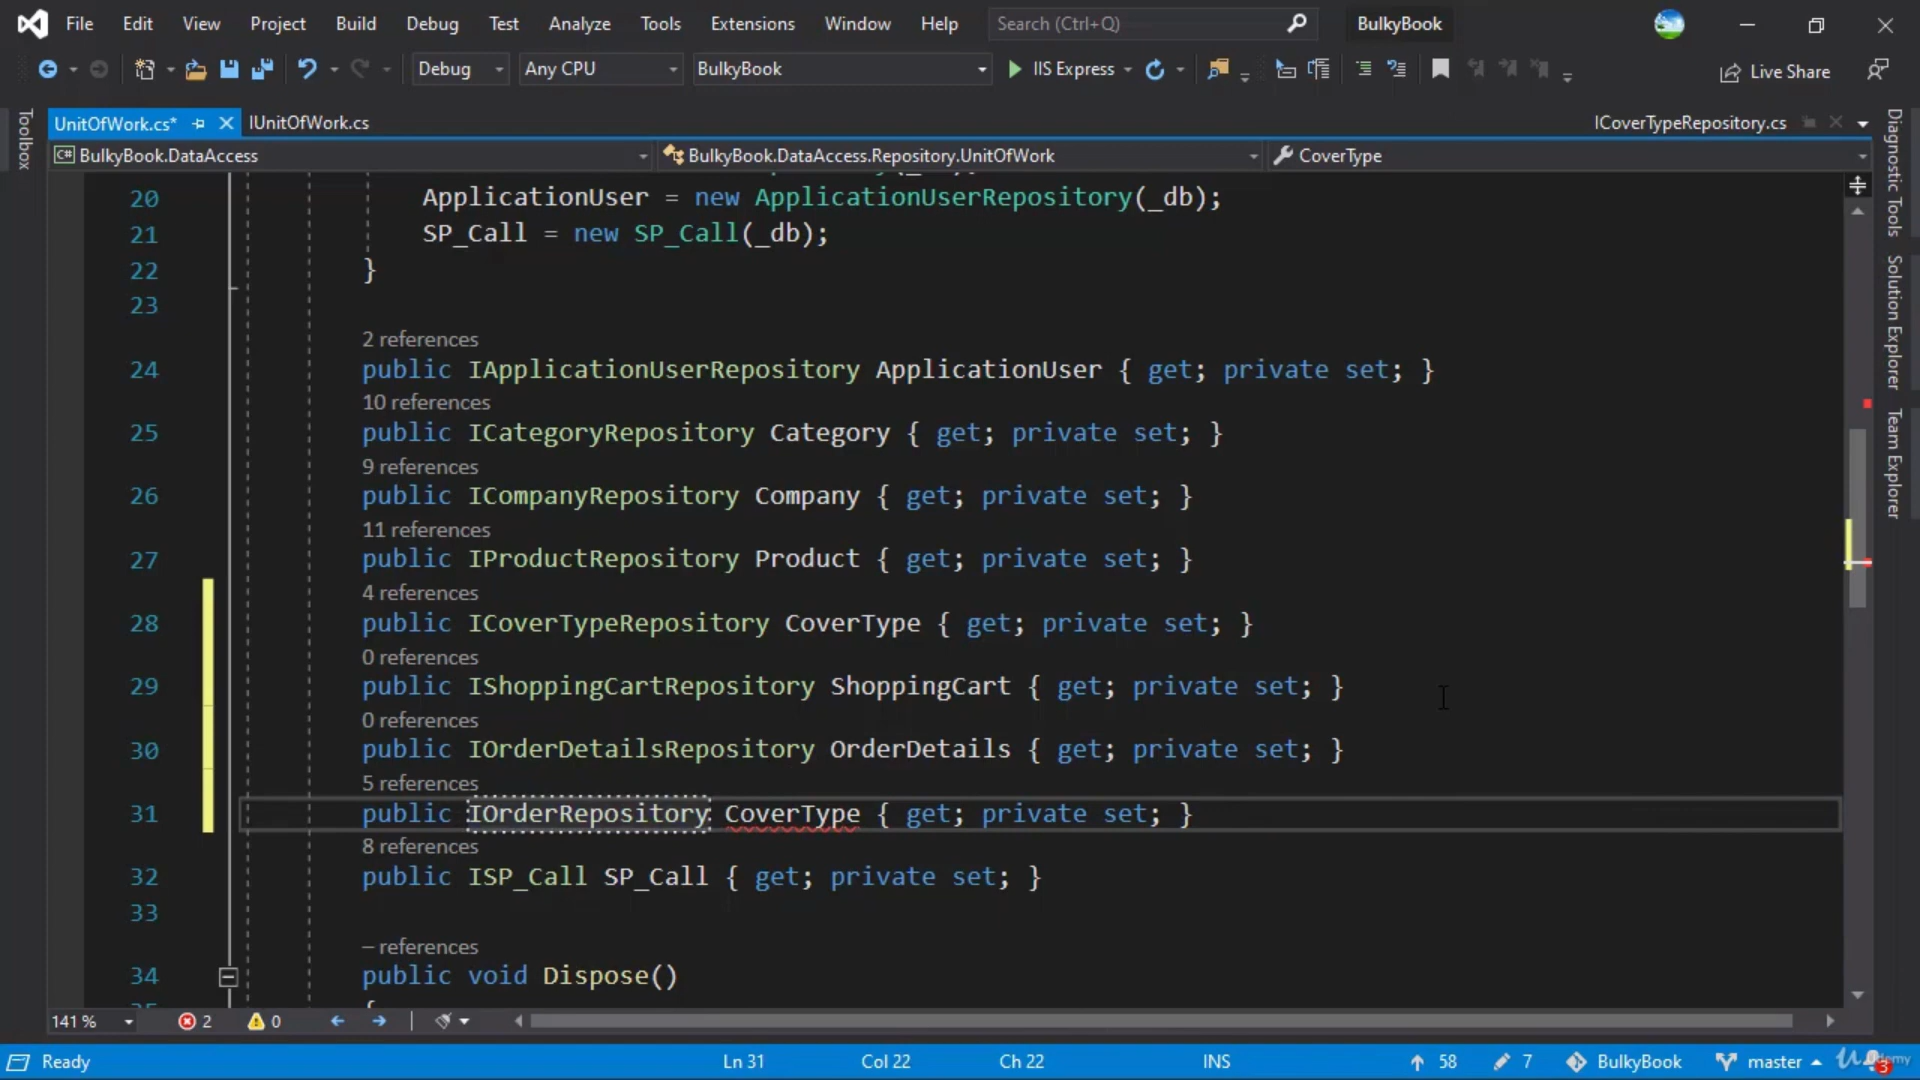 File Edit View Project Build Debug Test Analyze Tools Extensions Window Help Search (Ctrl+Q) BulkyBook
Debug Any CPU BulkyBook IIS Express Live Share
UnitOfWork.cs* IUnitOfWork.cs ICoverTypeRepository.cs
BulkyBook.DataAccess BulkyBook.DataAccess.Repository.UnitOfWork CoverType
Toolbox
Diagnostic Tools
Solution Explorer
Team Explorer
20 ApplicationUser = new ApplicationUserRepository(_db);
21 SP_Call = new SP_Call(_db);
22 }
23
2 references
24 public IApplicationUserRepository ApplicationUser { get; private set; }
10 references
25 public ICategoryRepository Category { get; private set; }
9 references
26 public ICompanyRepository Company { get; private set; }
11 references
27 public IProductRepository Product { get; private set; }
4 references
28 public ICoverTypeRepository CoverType { get; private set; }
0 references
29 public IShoppingCartRepository ShoppingCart { get; private set; }
0 references
30 public IOrderDetailsRepository OrderDetails { get; private set; }
5 references
31 public IOrderRepository CoverType { get; private set; }
8 references
32 public ISP_Call SP_Call { get; private set; }
33
– references
34 public void Dispose()
141 % 2 0
Ready Ln 31 Col 22 Ch 22 INS 58 7 BulkyBook master 3